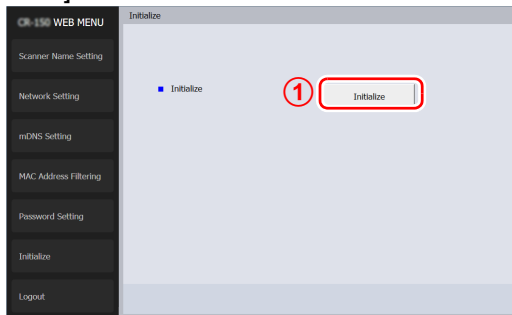 WEB MENU
Initialize
Scanner Name Setting
Network Setting
mDNS Setting
MAC Address Filtering
Password Setting
Initialize
Logout
Initialize
1
Initialize